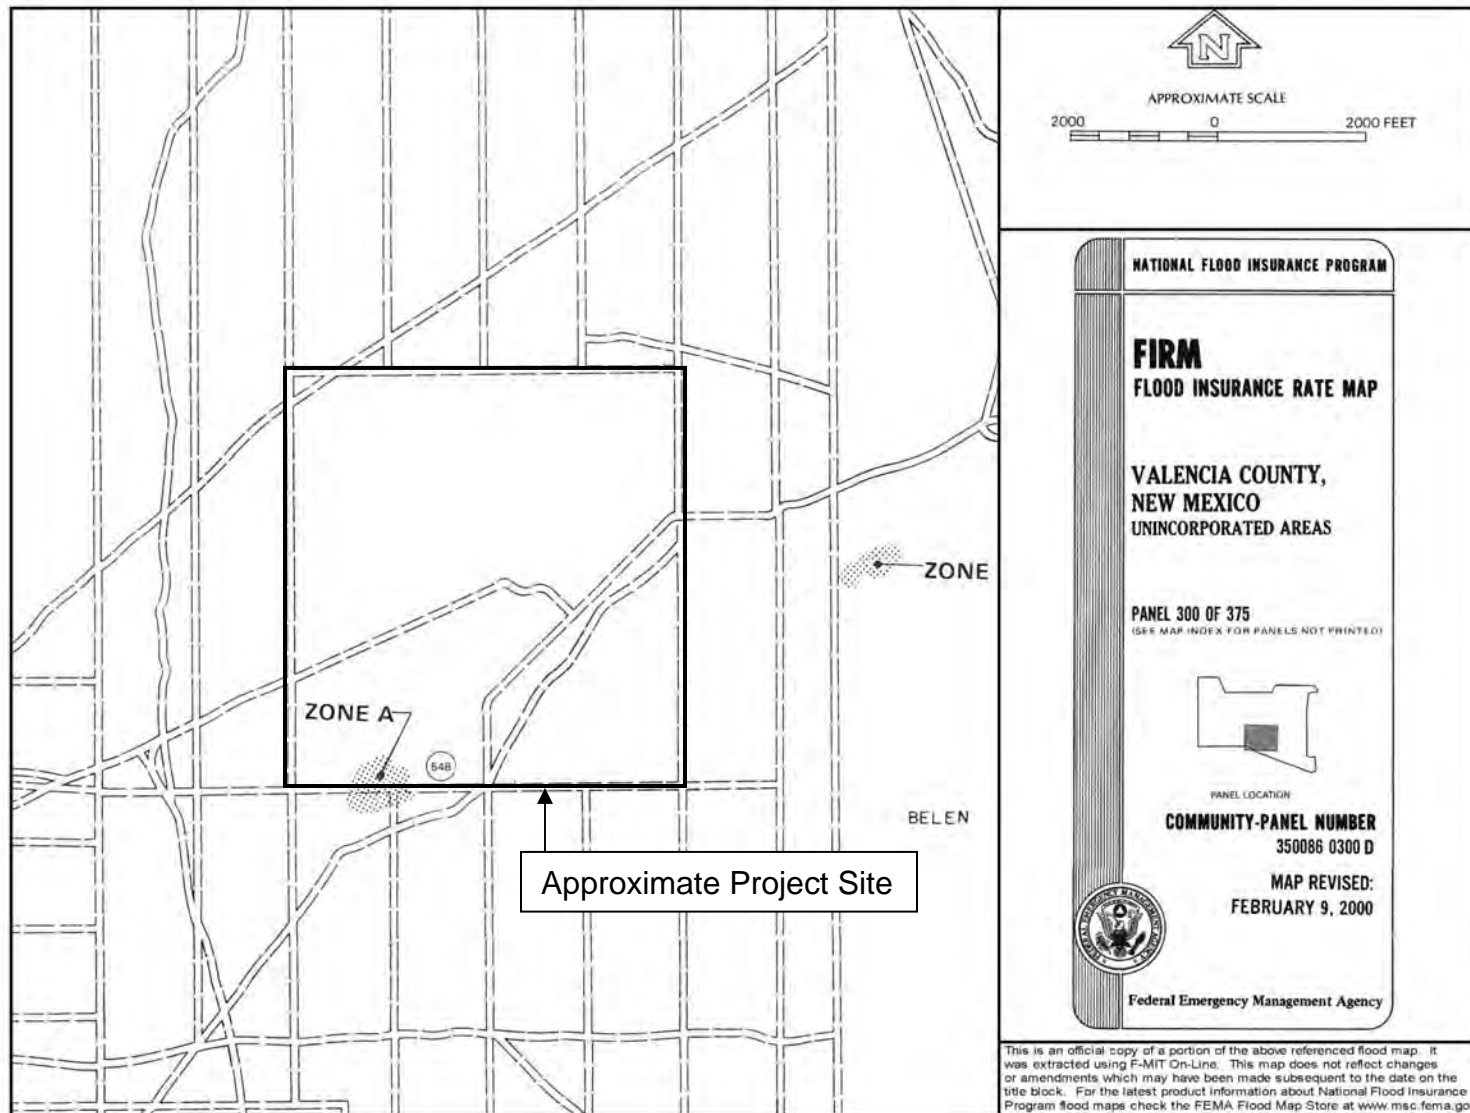 N
APPROXIMATE SCALE
2000 0 2000 FEET
NATIONAL FLOOD INSURANCE PROGRAM
FIRM
FLOOD INSURANCE RATE MAP
VALENCIA COUNTY,
NEW MEXICO
UNINCORPORATED AREAS
PANEL 300 OF 375
(SEE MAP INDEX FOR PANELS NOT PRINTED)
PANEL LOCATION
COMMUNITY-PANEL NUMBER
350086 0300 D
MAP REVISED:
FEBRUARY 9, 2000
Federal Emergency Management Agency
This is an official copy of a portion of the above referenced flood map. It
was extracted using F-MIT On-Line. This map does not reflect changes
or amendments which may have been made subsequent to the date on the
title block. For the latest product information about National Flood Insurance
Program flood maps check the FEMA Flood Map Store at www.msc.fema.go
ZONE
ZONE A
548
BELEN
Approximate Project Site